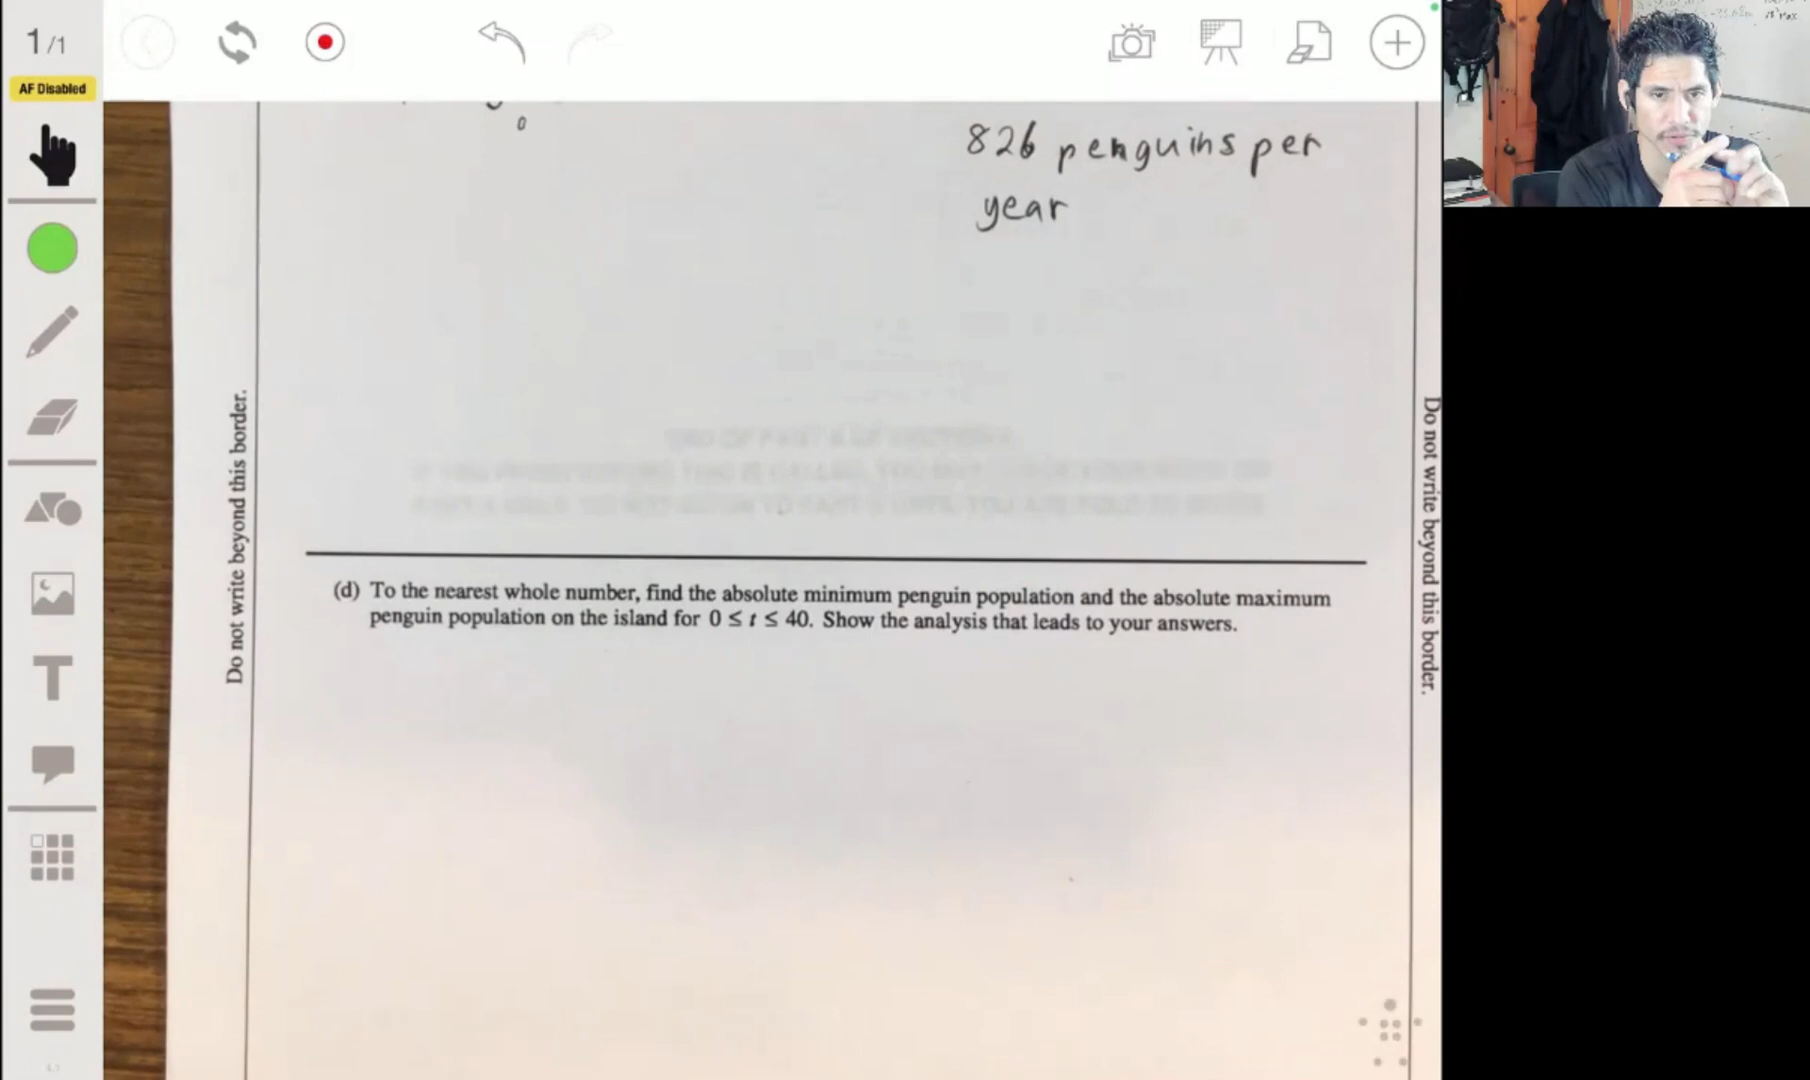 1/1
AF Disabled
0
826 penguins per
year
Do not write beyond this border.
Do not write beyond this border.
(d) To the nearest whole number, find the absolute minimum penguin population and the absolute maximum
penguin population on the island for 0 ≤ t ≤ 40. Show the analysis that leads to your answers.
T